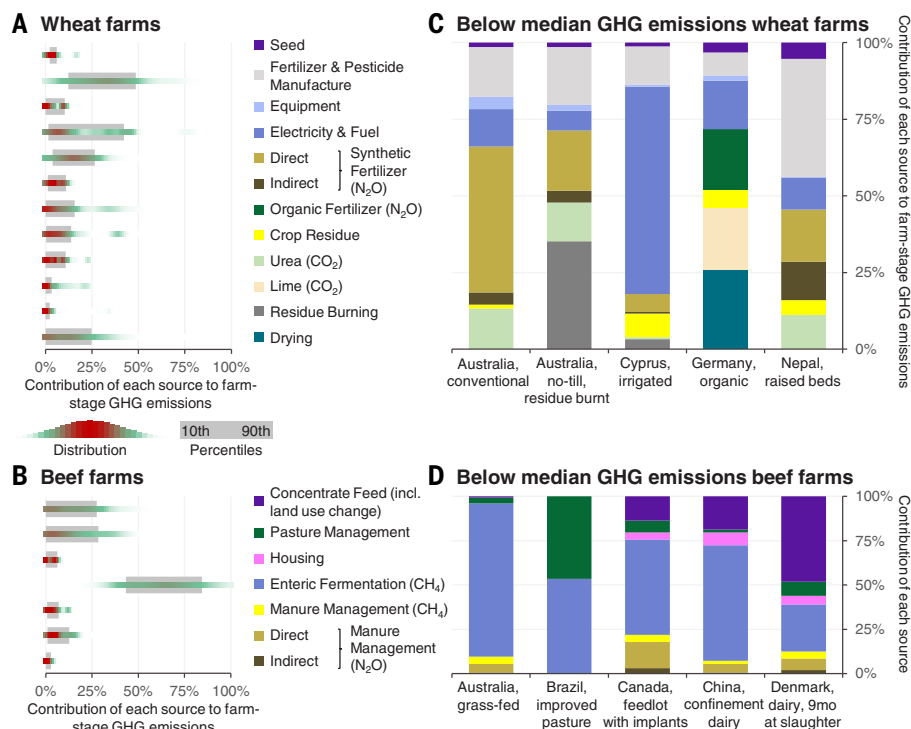 A Wheat farms
0% 25% 50% 75% 100%
Contribution of each source to farm-
stage GHG emissions
Seed
Fertilizer & Pesticide
Manufacture
Equipment
Electricity & Fuel
Direct
Indirect
Synthetic
Fertilizer
(N₂O)
Organic Fertilizer (N₂O)
Crop Residue
Urea (CO₂)
Lime (CO₂)
Residue Burning
Drying
Distribution
10th 90th
Percentiles
C Below median GHG emissions wheat farms
100%
75%
50%
25%
0%
Contribution of each source to farm-stage GHG emissions
Australia,
conventional
Australia,
no-till,
residue burnt
Cyprus,
irrigated
Germany,
organic
Nepal,
raised beds
B Beef farms
0% 25% 50% 75% 100%
Contribution of each source to farm-
stage GHG emissions
Concentrate Feed (incl.
land use change)
Pasture Management
Housing
Enteric Fermentation (CH₄)
Manure Management (CH₄)
Direct
Indirect
Manure
Management
(N₂O)
D Below median GHG emissions beef farms
100%
75%
50%
25%
0%
Contribution of each source
Australia,
grass-fed
Brazil,
improved
pasture
Canada,
feedlot
with implants
China,
confinement
dairy
Denmark,
dairy, 9mo
at slaughter